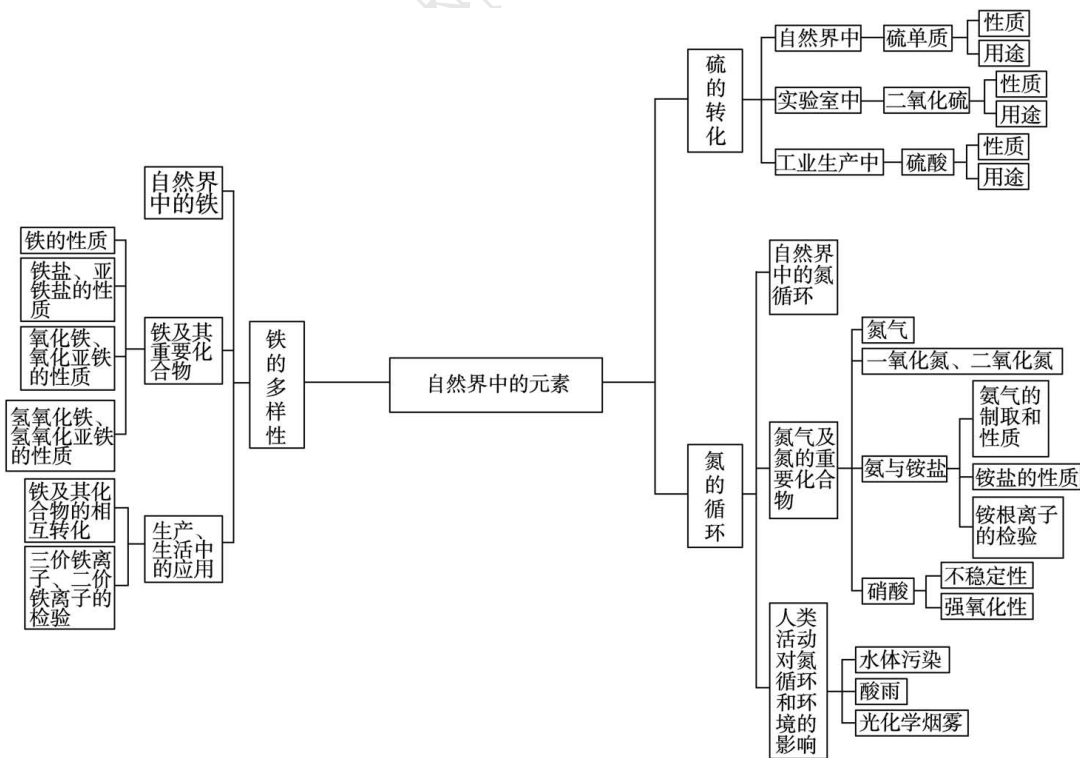 自然界中的元素
铁的多样性
自然界
中的铁
铁及其
重要化
合物
铁的性质
铁盐、亚
铁盐的性
质
氧化铁、
氧化亚铁
的性质
氢氧化铁、
氢氧化亚铁
的性质
生产、
生活中
的应用
铁及其化
合物的相
互转化
三价铁离
子、二价
铁离子的
检验
硫的转化
自然界中
硫单质
性质
用途
实验室中
二氧化硫
性质
用途
工业生产中
硫酸
性质
用途
氮的循环
自然界
中的氮
循环
氮气及
氮的重
要化合
物
氮气
一氧化氮、二氧化氮
氨与铵盐
氨气的
制取和
性质
铵盐的性质
铵根离子
的检验
硝酸
不稳定性
强氧化性
人类
活动
对氮
循环
和环
境的
影响
水体污染
酸雨
光化学烟雾